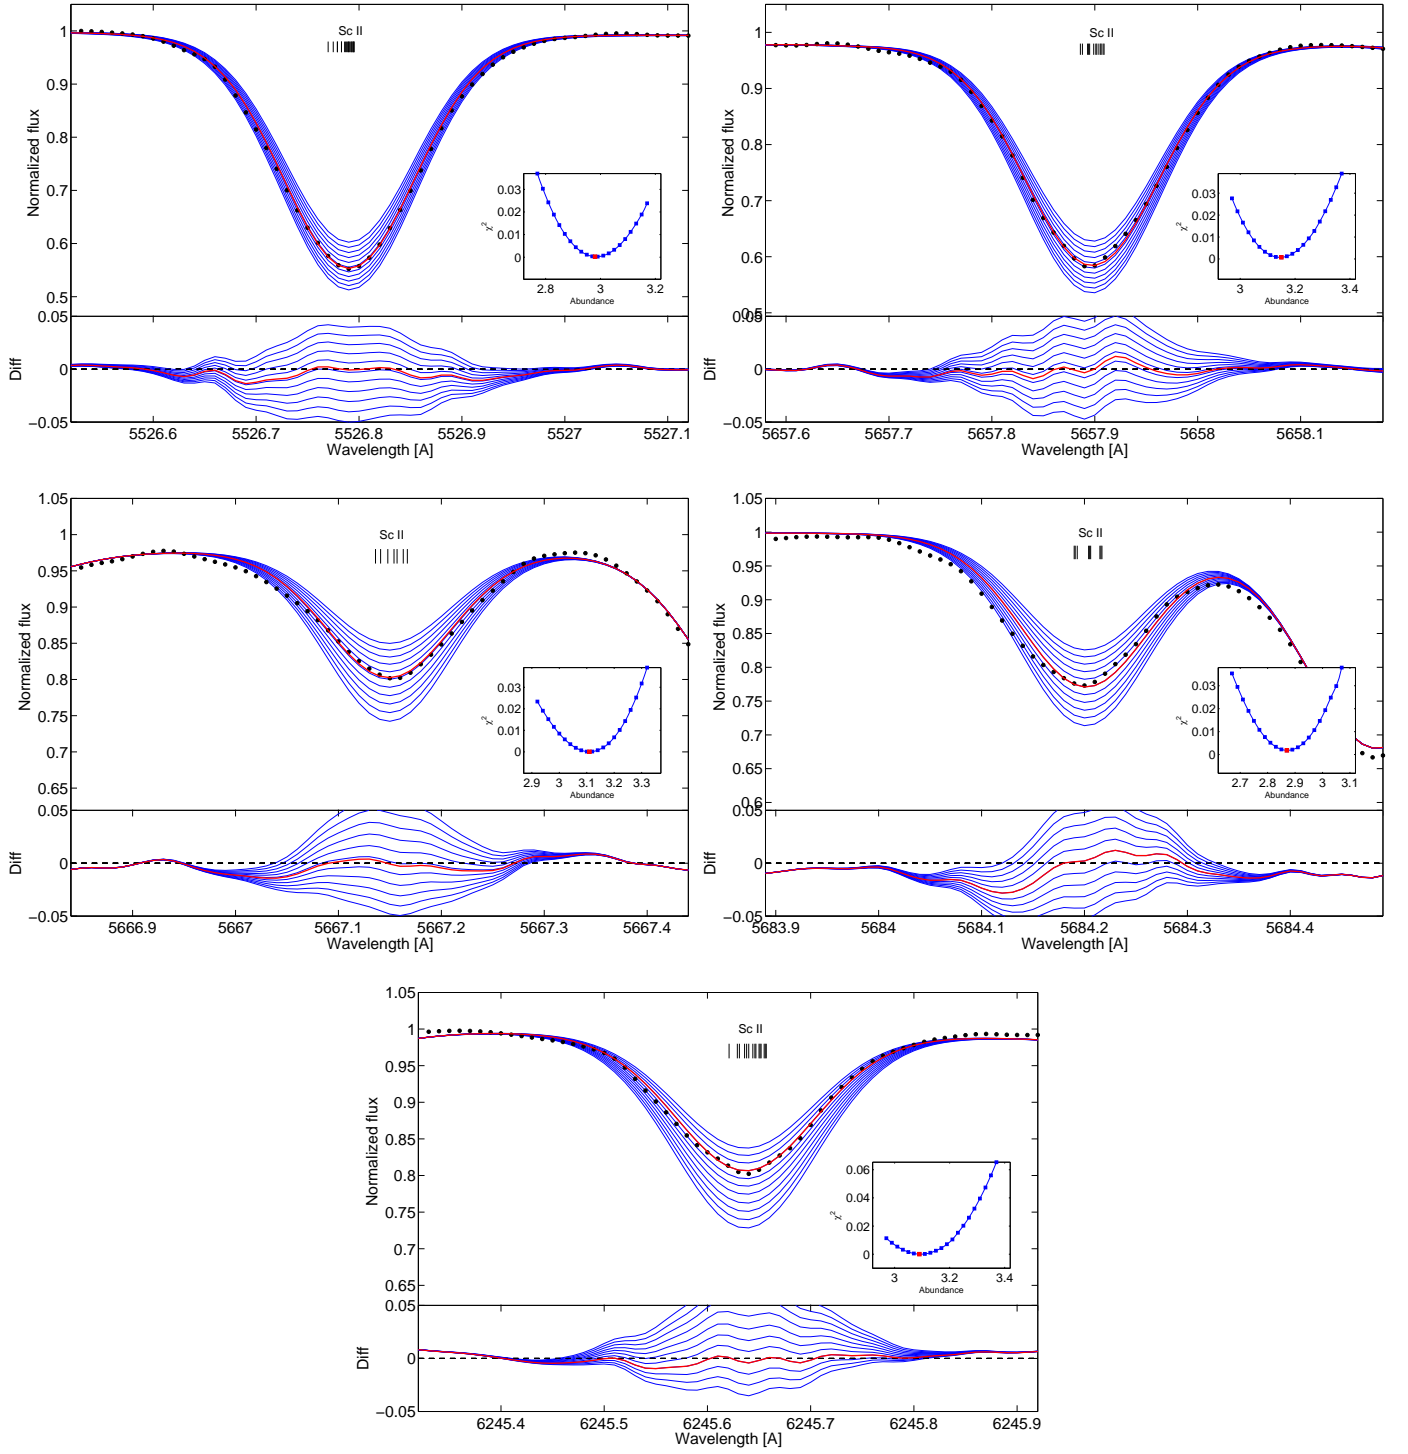 Sc II
1
0.9
0.8
0.7
0.6
0.5
Normalized flux
0.03
0.02
0.01
0
χ2
2.8 3 3.2
Abundance
0.05
0
−0.05
Diff
5526.6 5526.7 5526.8 5526.9 5527 5527.1
Wavelength [A]
Sc II
1
0.9
0.8
0.7
0.6
0.5
Normalized flux
0.03
0.02
0.01
0
χ2
3 3.2 3.4
Abundance
0.05
0
−0.05
Diff
5657.6 5657.7 5657.8 5657.9 5658 5658.1
Wavelength [A]
Sc II
1.05
1
0.95
0.9
0.85
0.8
0.75
0.7
0.65
Normalized flux
0.03
0.02
0.01
0
χ2
2.9 3 3.1 3.2 3.3
Abundance
0.05
0
−0.05
Diff
5666.9 5667 5667.1 5667.2 5667.3 5667.4
Wavelength [A]
Sc II
1.05
1
0.95
0.9
0.85
0.8
0.75
0.7
0.65
0.6
Normalized flux
0.03
0.02
0.01
0
χ2
2.7 2.8 2.9 3 3.1
Abundance
0.05
0
−0.05
Diff
5683.9 5684 5684.1 5684.2 5684.3 5684.4
Wavelength [A]
Sc II
1.05
1
0.95
0.9
0.85
0.8
0.75
0.7
0.65
Normalized flux
0.06
0.04
0.02
0
χ2
3 3.2 3.4
Abundance
0.05
0
−0.05
Diff
6245.4 6245.5 6245.6 6245.7 6245.8 6245.9
Wavelength [A]